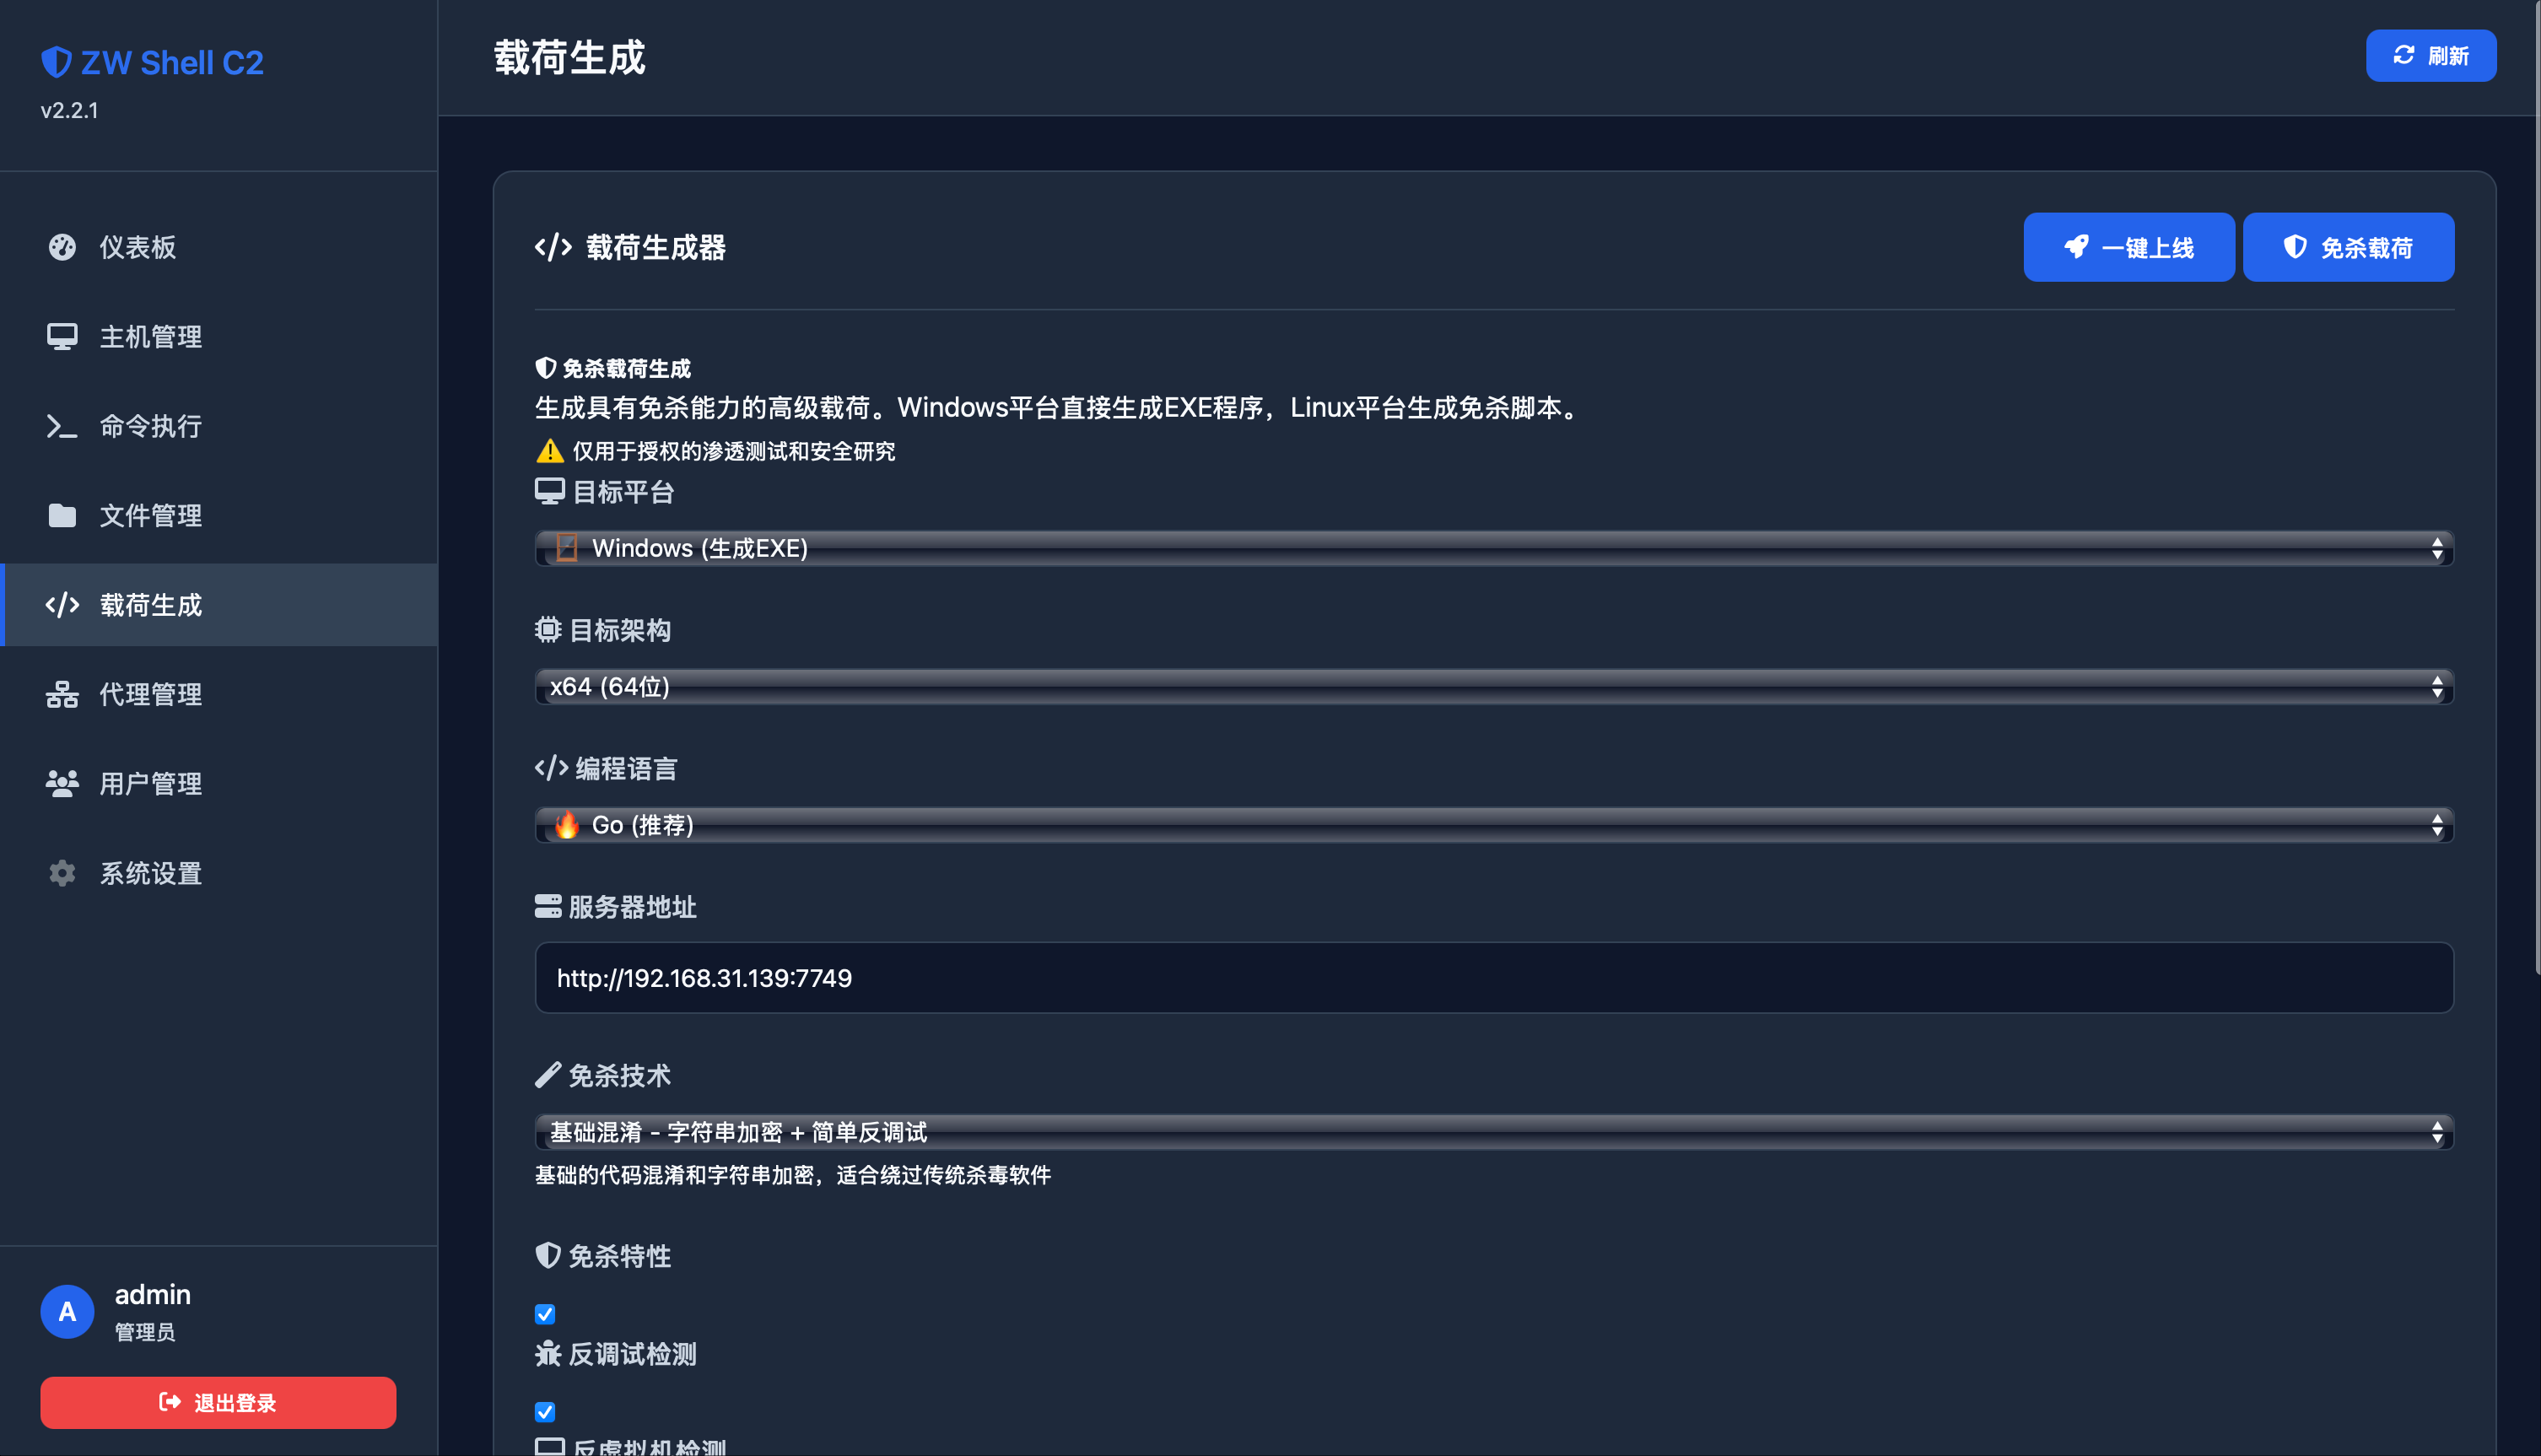 ZW Shell C2
v2.2.1
仪表板
主机管理
命令执行
文件管理
载荷生成
代理管理
用户管理
系统设置
A
admin
管理员
退出登录
载荷生成
刷新
载荷生成器
一键上线
免杀载荷
免杀载荷生成
生成具有免杀能力的高级载荷。Windows平台直接生成EXE程序，Linux平台生成免杀脚本。
仅用于授权的渗透测试和安全研究
目标平台
Windows (生成EXE)
目标架构
x64 (64位)
编程语言
Go (推荐)
服务器地址
http://192.168.31.139:7749
免杀技术
基础混淆 - 字符串加密 + 简单反调试
基础的代码混淆和字符串加密，适合绕过传统杀毒软件
免杀特性
反调试检测
反虚拟机检测